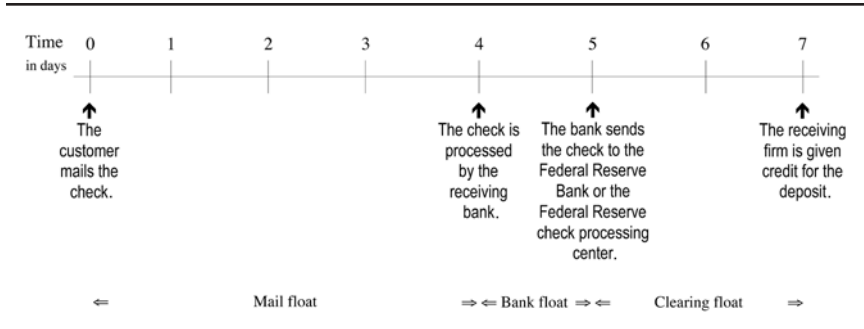 Time 0 1 2 3 4 5 6 7
in days
The
customer
mails the
check.
The check is
processed
by the
receiving
bank.
The bank sends
the check to the
Federal Reserve
Bank or the
Federal Reserve
check processing
center.
The receiving
firm is given
credit for the
deposit.
⇐ Mail float ⇒ ⇐ Bank float ⇒ ⇐ Clearing float ⇒